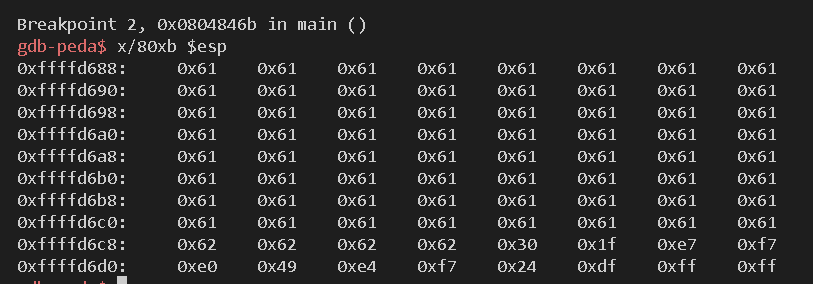 Breakpoint 2, 0x0804846b in main ()
gdb-peda$ x/80xb $esp
0xffffd688: 0x61 0x61 0x61 0x61 0x61 0x61 0x61 0x61
0xffffd690: 0x61 0x61 0x61 0x61 0x61 0x61 0x61 0x61
0xffffd698: 0x61 0x61 0x61 0x61 0x61 0x61 0x61 0x61
0xffffd6a0: 0x61 0x61 0x61 0x61 0x61 0x61 0x61 0x61
0xffffd6a8: 0x61 0x61 0x61 0x61 0x61 0x61 0x61 0x61
0xffffd6b0: 0x61 0x61 0x61 0x61 0x61 0x61 0x61 0x61
0xffffd6b8: 0x61 0x61 0x61 0x61 0x61 0x61 0x61 0x61
0xffffd6c0: 0x61 0x61 0x61 0x61 0x61 0x61 0x61 0x61
0xffffd6c8: 0x62 0x62 0x62 0x62 0x30 0x1f 0xe7 0xf7
0xffffd6d0: 0xe0 0x49 0xe4 0xf7 0x24 0xdf 0xff 0xff
gdb-peda$